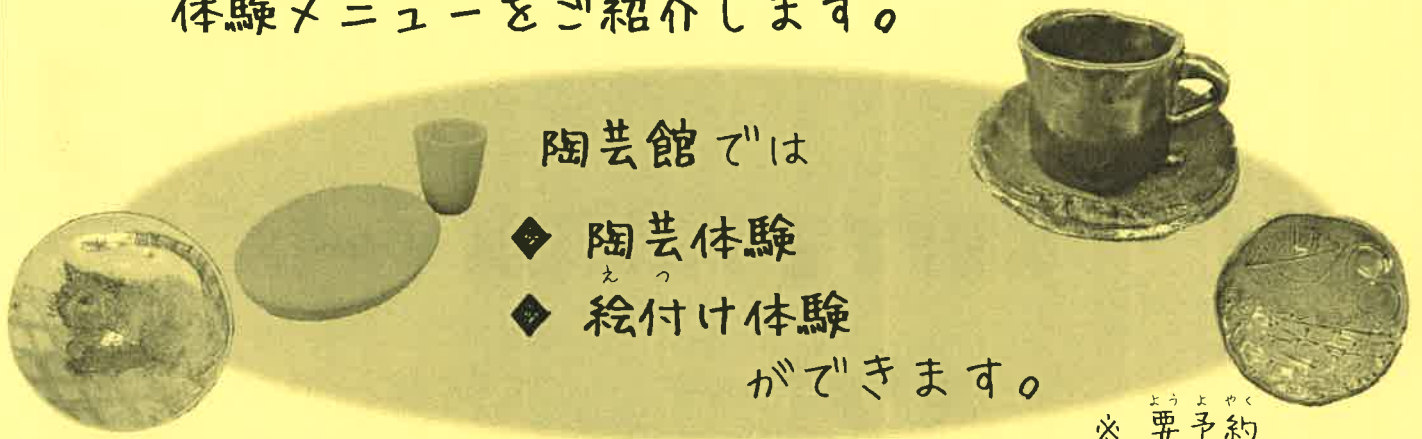 体験メニューをご紹介します。
陶芸館では
◆ 陶芸体験
えつ
◆ 絵付け体験
ができます。
ようよやく
※ 要予約